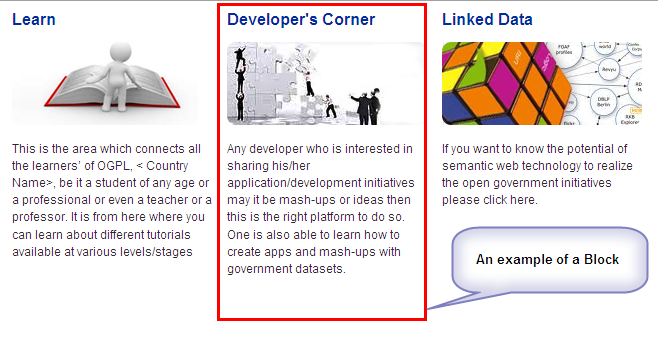 Learn
This is the area which connects all
the learners' of OGPL, < Country
Name>, be it a student of any age or
a professional or even a teacher or a
professor. It is from here where you
can learn about different tutorials
available at various levels/stages
Developer's Corner
Any developer who is interested in
sharing his/her
application/development initiatives
may it be mash-ups or ideas then
this is the right platform to do so.
One is also able to learn how to
create apps and mash-ups with
government datasets.
Linked Data
FOAF
profiles
world
Corpo
Revyu
DBLP
Berlin
RKB
Explorer
flickr
If you want to know the potential of
semantic web technology to realize
the open government initiatives
please click here.
An example of a Block